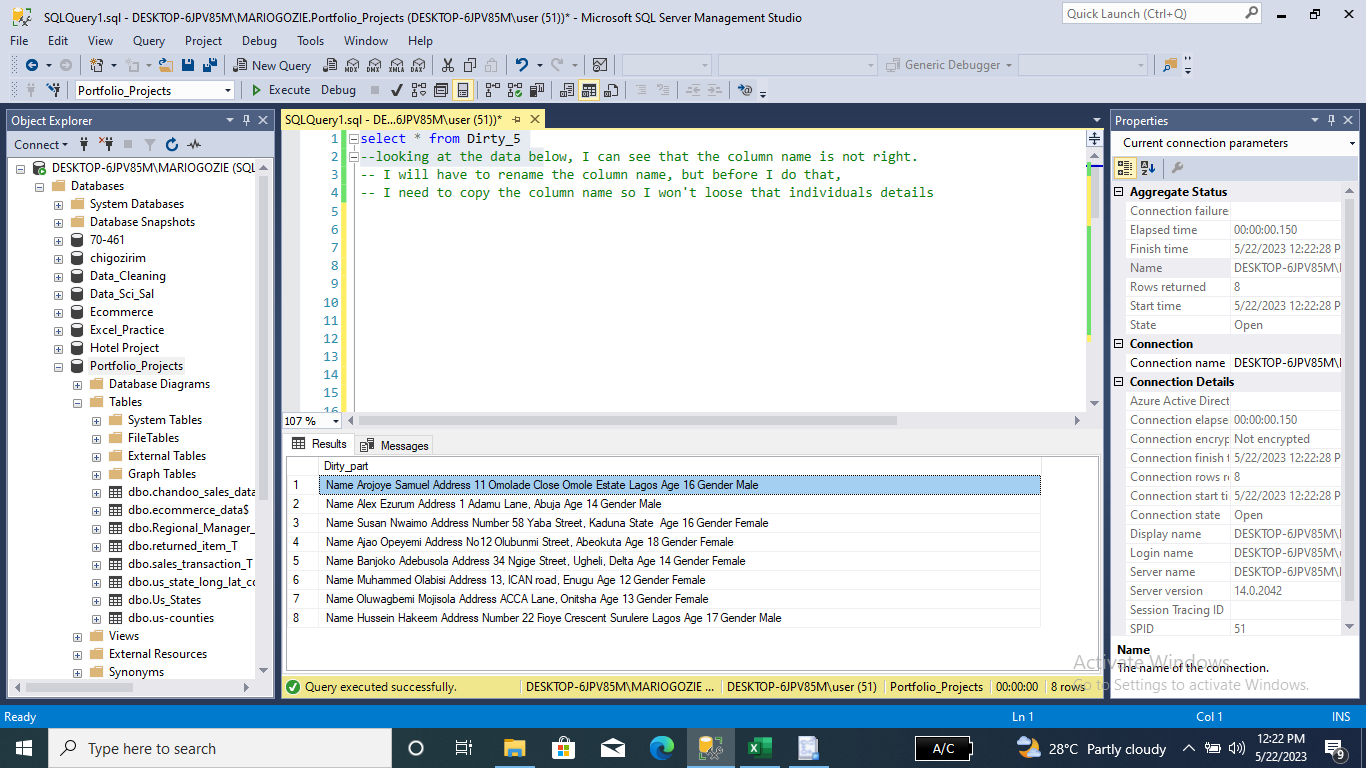 SQLQuery1.sql - DESKTOP-6JPV85M\MARIOGOZIE.Portfolio_Projects (DESKTOP-6JPV85M\user (51))* - Microsoft SQL Server Management Studio
Quick Launch (Ctrl+Q)
File Edit View Query Project Debug Tools Window Help
New Query MDX DMX XMLA DAX Generic Debugger
Portfolio_Projects Execute Debug
Object Explorer
Connect
DESKTOP-6JPV85M\MARIOGOZIE (SQL
Databases
System Databases
Database Snapshots
70-461
chigozirim
Data_Cleaning
Data_Sci_Sal
Ecommerce
Excel_Practice
Hotel Project
Portfolio_Projects
Database Diagrams
Tables
System Tables
FileTables
External Tables
Graph Tables
dbo.chandoo_sales_data
dbo.ecommerce_data$
dbo.Regional_Manager_
dbo.returned_item_T
dbo.sales_transaction_T
dbo.us_state_long_lat_co
dbo.Us_States
dbo.us-counties
Views
External Resources
Synonyms
SQLQuery1.sql - DE...6JPV85M\user (51))*
1 select * from Dirty_5
2 --looking at the data below, I can see that the column name is not right.
3 -- I will have to rename the column name, but before I do that,
4 -- I need to copy the column name so I won't loose that individuals details
5
6
7
8
9
10
11
12
13
14
15
16
107 %
Results Messages
Dirty_part
1 Name Arojoye Samuel Address 11 Omolade Close Omole Estate Lagos Age 16 Gender Male
2 Name Alex Ezurum Address 1 Adamu Lane, Abuja Age 14 Gender Male
3 Name Susan Nwaimo Address Number 58 Yaba Street, Kaduna State  Age 16 Gender Female
4 Name Ajao Opeyemi Address No12 Olubunmi Street, Abeokuta Age 18 Gender Female
5 Name Banjoko Adebusola Address 34 Ngige Street, Ugheli, Delta Age 14 Gender Female
6 Name Muhammed Olabisi Address 13, ICAN road, Enugu Age 12 Gender Female
7 Name Oluwagbemi Mojisola Address ACCA Lane, Onitsha Age 13 Gender Female
8 Name Hussein Hakeem Address Number 22 Fioye Crescent Surulere Lagos Age 17 Gender Male
Query executed successfully. DESKTOP-6JPV85M\MARIOGOZIE ... DESKTOP-6JPV85M\user (51) Portfolio_Projects 00:00:00 8 rows
Properties
Current connection parameters
Aggregate Status
Connection failure
Elapsed time 00:00:00.150
Finish time 5/22/2023 12:22:28 P
Name DESKTOP-6JPV85M\
Rows returned 8
Start time 5/22/2023 12:22:28 P
State Open
Connection
Connection name DESKTOP-6JPV85M\
Connection Details
Azure Active Direct
Connection elapse 00:00:00.150
Connection encryp Not encrypted
Connection finish t 5/22/2023 12:22:28 P
Connection rows r 8
Connection start ti 5/22/2023 12:22:28 P
Connection state Open
Display name DESKTOP-6JPV85M\
Login name DESKTOP-6JPV85M\
Server name DESKTOP-6JPV85M\
Server version 14.0.2042
Session Tracing ID
SPID 51
Name
The name of the connection.
Activate Windows
Go to Settings to activate Windows.
Ready Ln 1 Col 1 INS
Type here to search
A/C
28°C Partly cloudy
12:22 PM
5/22/2023
9